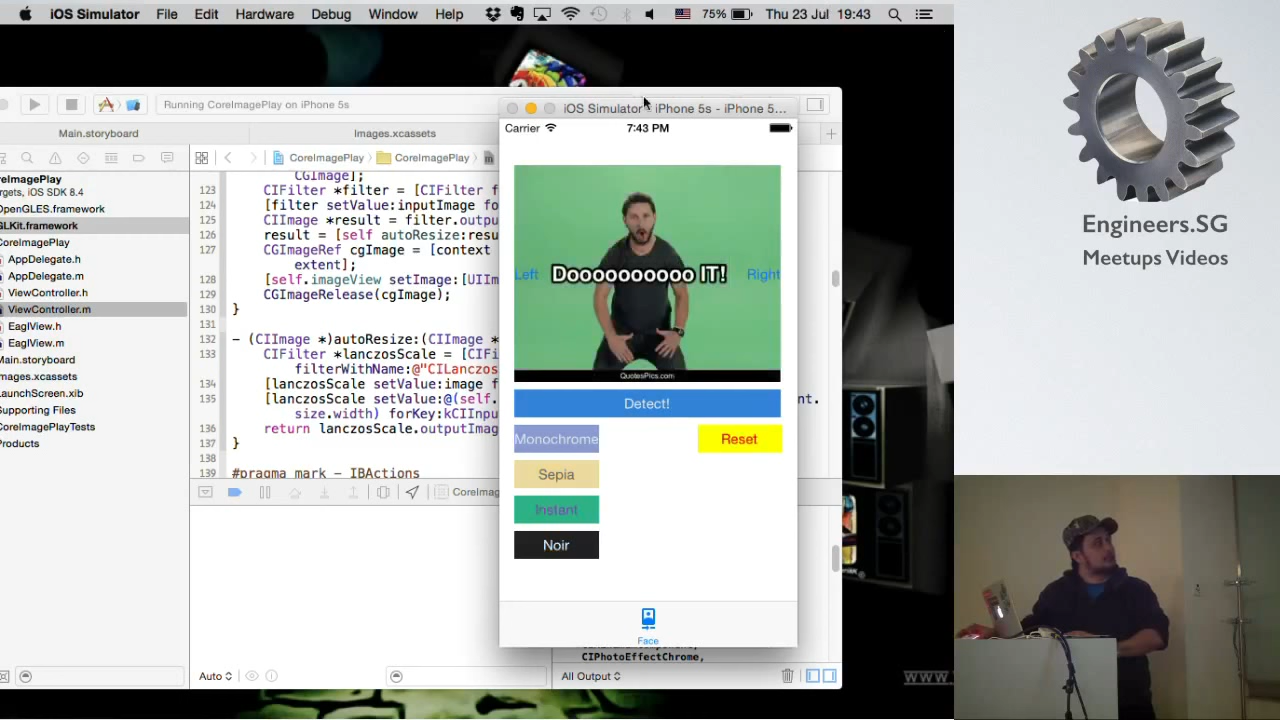 iOS Simulator File Edit Hardware Debug Window Help 75% Thu 23 Jul 19:43
Running CoreImagePlay on iPhone 5s
iOS Simulator - iPhone 5s - iPhone 5...
Main.storyboard
Images.xcassets
Carrier 7:43 PM
CoreImagePlay CoreImagePlay
oreImagePlay
rgets, iOS SDK 8.4
OpenGLES.framework
GLKit.framework
CoreImagePlay
AppDelegate.h
AppDelegate.m
ViewController.h
ViewController.m
EaglView.h
EaglView.m
Main.storyboard
mages.xcassets
LaunchScreen.xib
Supporting Files
CoreImagePlayTests
Products
CGImage];
123 CIFilter *filter = [CIFilter f
124 [filter setValue:inputImage fo
125 CIImage *result = filter.outpu
126 result = [self autoResize:resu
127 CGImageRef cgImage = [context
extent];
128 [self.imageView setImage:[UIIm
129 CGImageRelease(cgImage);
130 }
131
132 - (CIImage *)autoResize:(CIImage *
133 CIFilter *lanczosScale = [CIFi
filterWithName:@"CILanczos
134 [lanczosScale setValue:image f
135 [lanczosScale setValue:@(self. nt.
size.width) forKey:kCIInpu
136 return lanczosScale.outputImag
137 }
138
139 #pragma mark - IBActions
CoreImag
Left Doooooooooo IT! Right
QuotesPics.com
Detect!
Monochrome Reset
Sepia
Instant
Noir
Face
CIPhotoEffectChrome,
Auto
All Output
www.
Engineers.SG
Meetups Videos